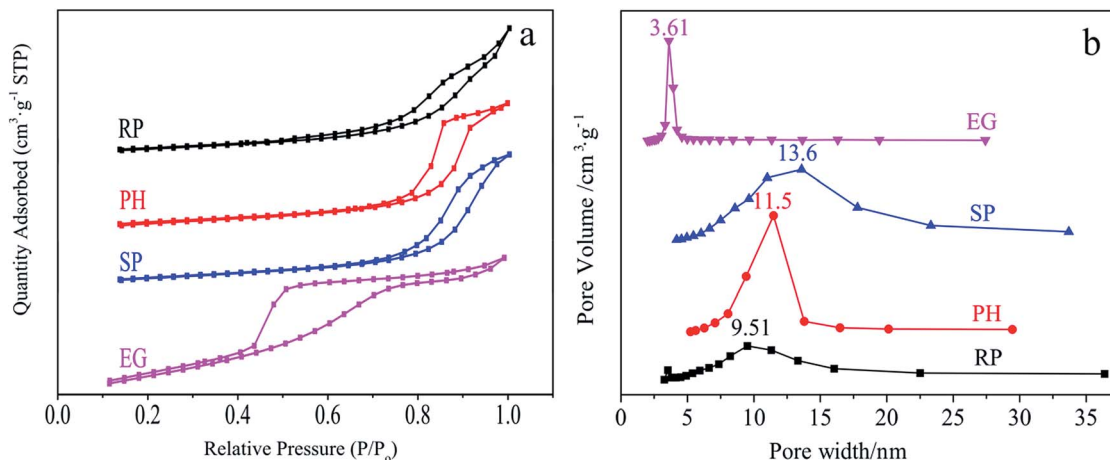 a
Quantity Adsorbed (cm³·g⁻¹ STP)
RP
PH
SP
EG
0.0 0.2 0.4 0.6 0.8 1.0
Relative Pressure (P/P₀)
b
Pore Volume /cm³·g⁻¹
3.61
EG
13.6
SP
11.5
PH
9.51
RP
0 5 10 15 20 25 30 35
Pore width/nm